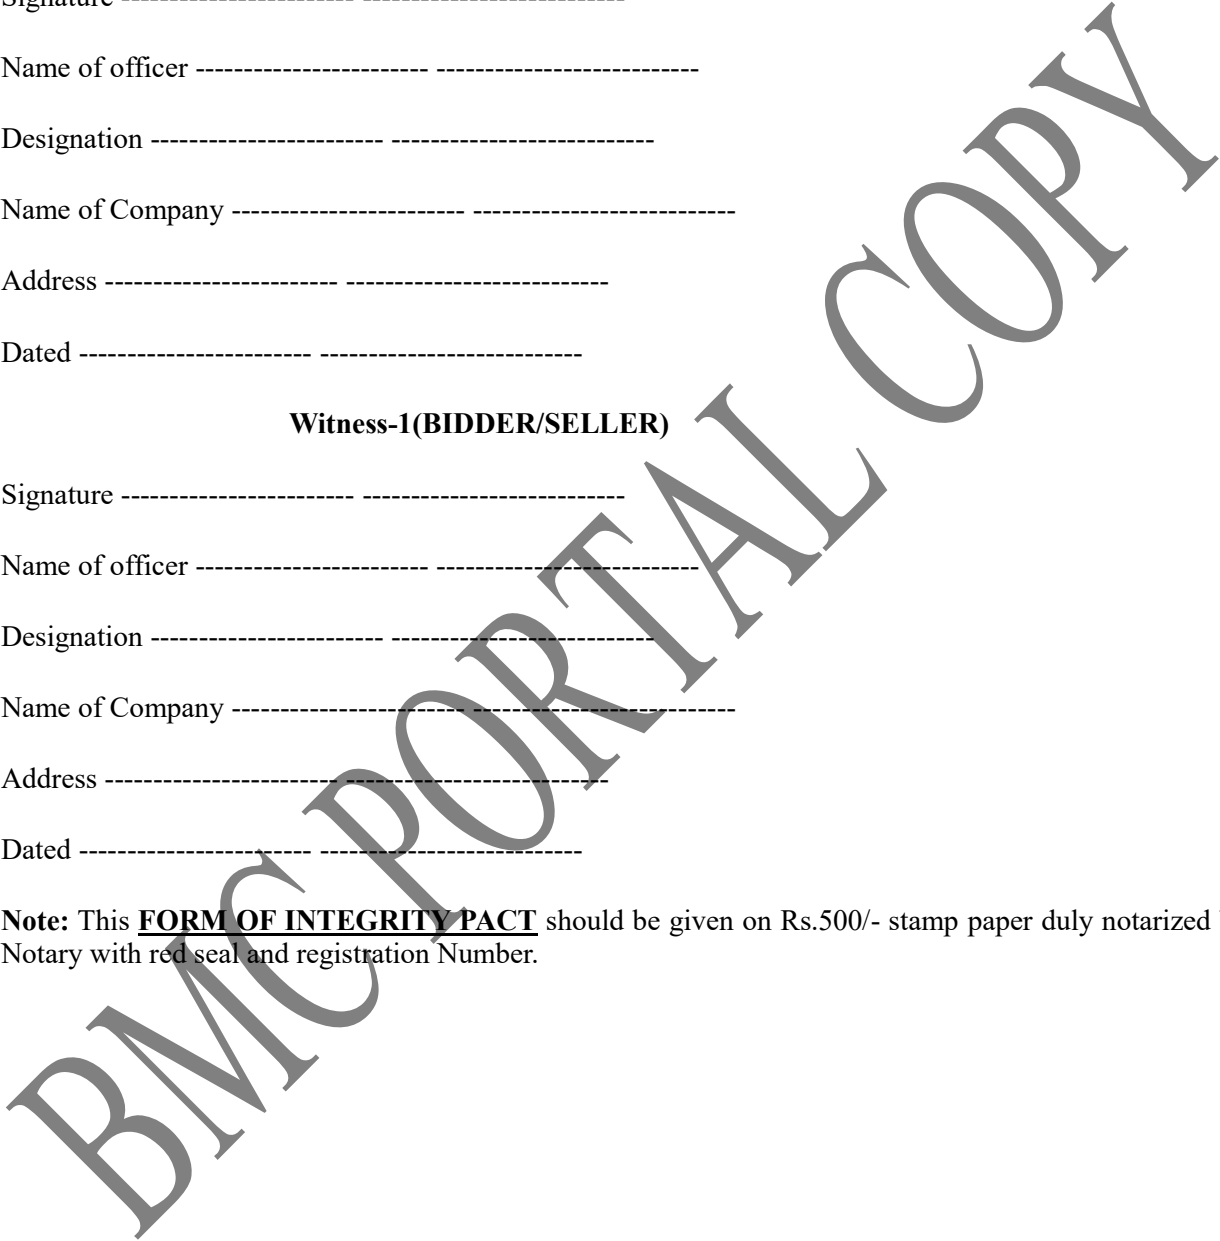 Signature ------------------------ ---------------------------
Name of officer ------------------------ ---------------------------
Designation ------------------------ ---------------------------
Name of Company ------------------------ ---------------------------
Address ------------------------ ---------------------------
Dated ------------------------ ---------------------------
Witness-1(BIDDER/SELLER)
Signature ------------------------ ---------------------------
Name of officer ------------------------ ---------------------------
Designation ------------------------ ---------------------------
Name of Company ------------------------ ---------------------------
Address ------------------------ ---------------------------
Dated ------------------------ ---------------------------
Note: This FORM OF INTEGRITY PACT should be given on Rs.500/- stamp paper duly notarized
Notary with red seal and registration Number.
BMC PORTAL COPY